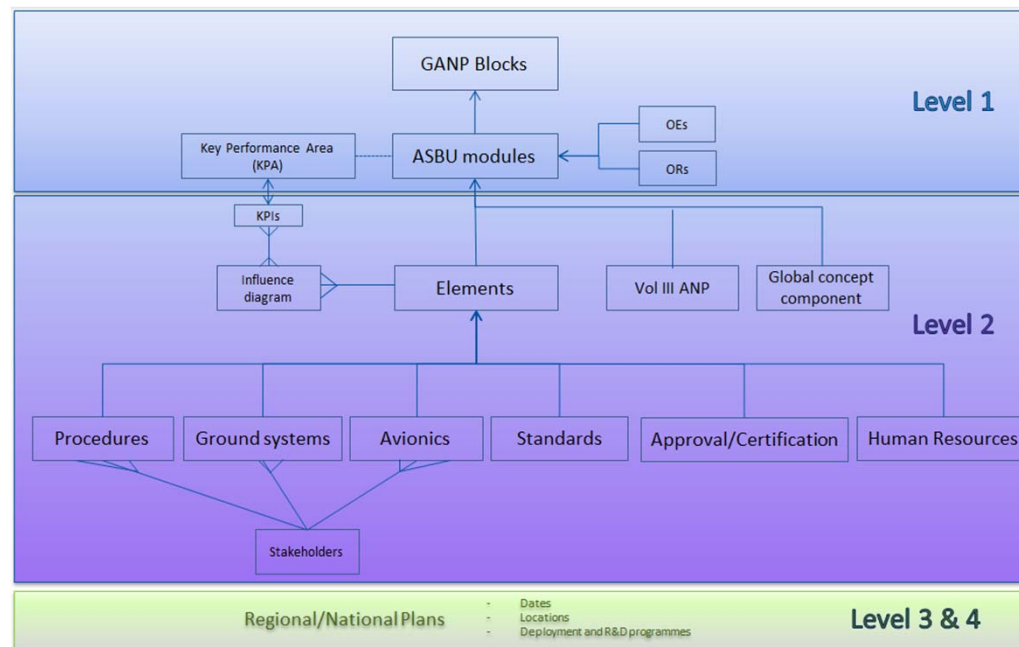 GANP Blocks
Level 1
OEs
Key Performance Area
(KPA)
ASBU modules
ORs
KPIs
Influence
diagram
Elements
Vol III ANP
Global concept
component
Level 2
Procedures
Ground systems
Avionics
Standards
Approval/Certification
Human Resources
Stakeholders
Regional/National Plans
- Dates
- Locations
- Deployment and R&D programmes
Level 3 & 4